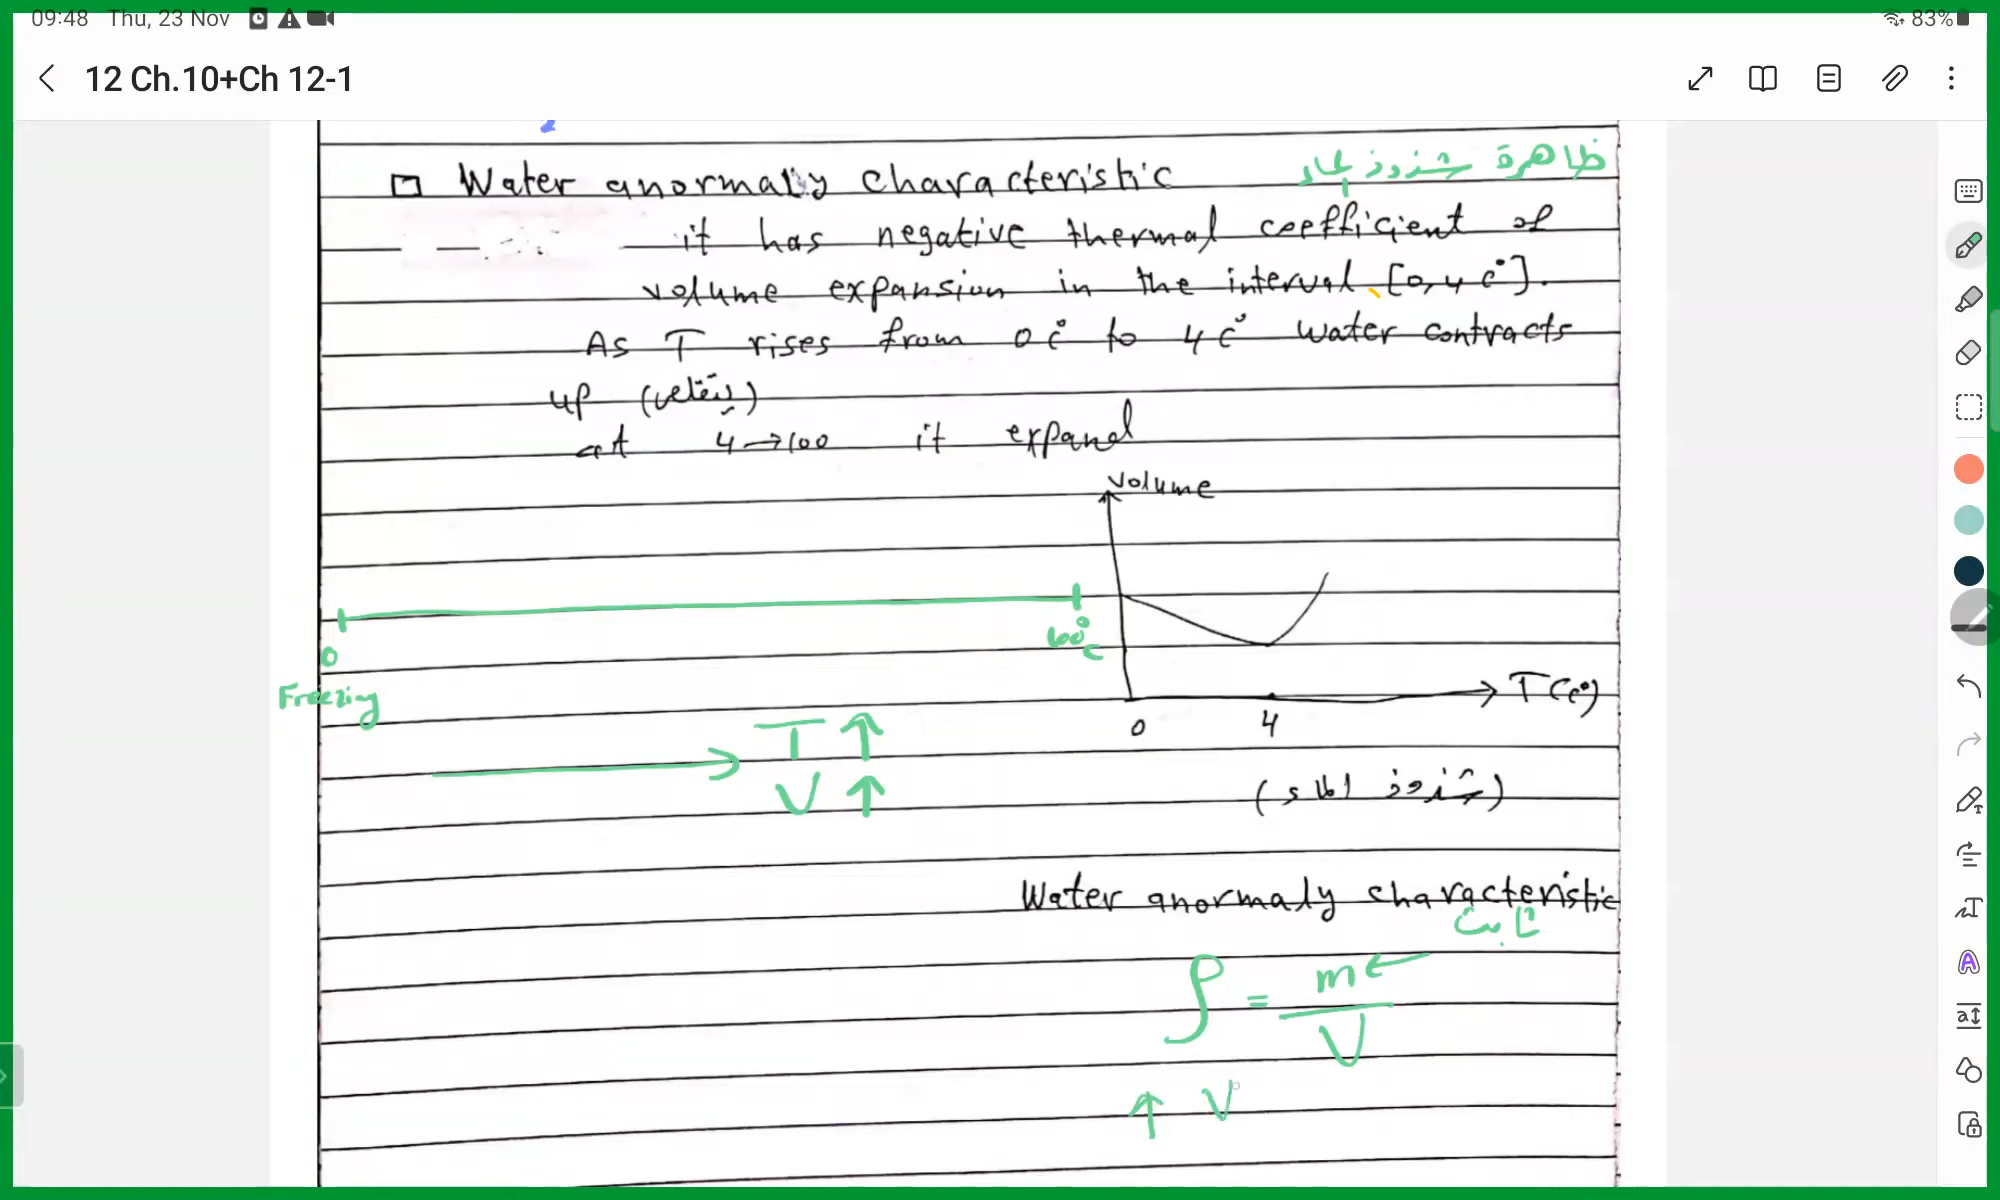 09:48 Thu, 23 Nov 83%
12 Ch.10+Ch 12-1
Water anormaly characteristic ظاهرة شذوذ الماء
it has negative thermal coefficient of
volume expansion in the interval [0, 4 c°].
As T rises from 0 c° to 4 c° water contracts
up
at 4→100 it expand
Volume
0
100°c
Freezing
T(c°)
0 4
T ↑
V ↑
(شذوذ الماء)
Water anormaly characteristic
ثابت
ρ = m
V
↑ V